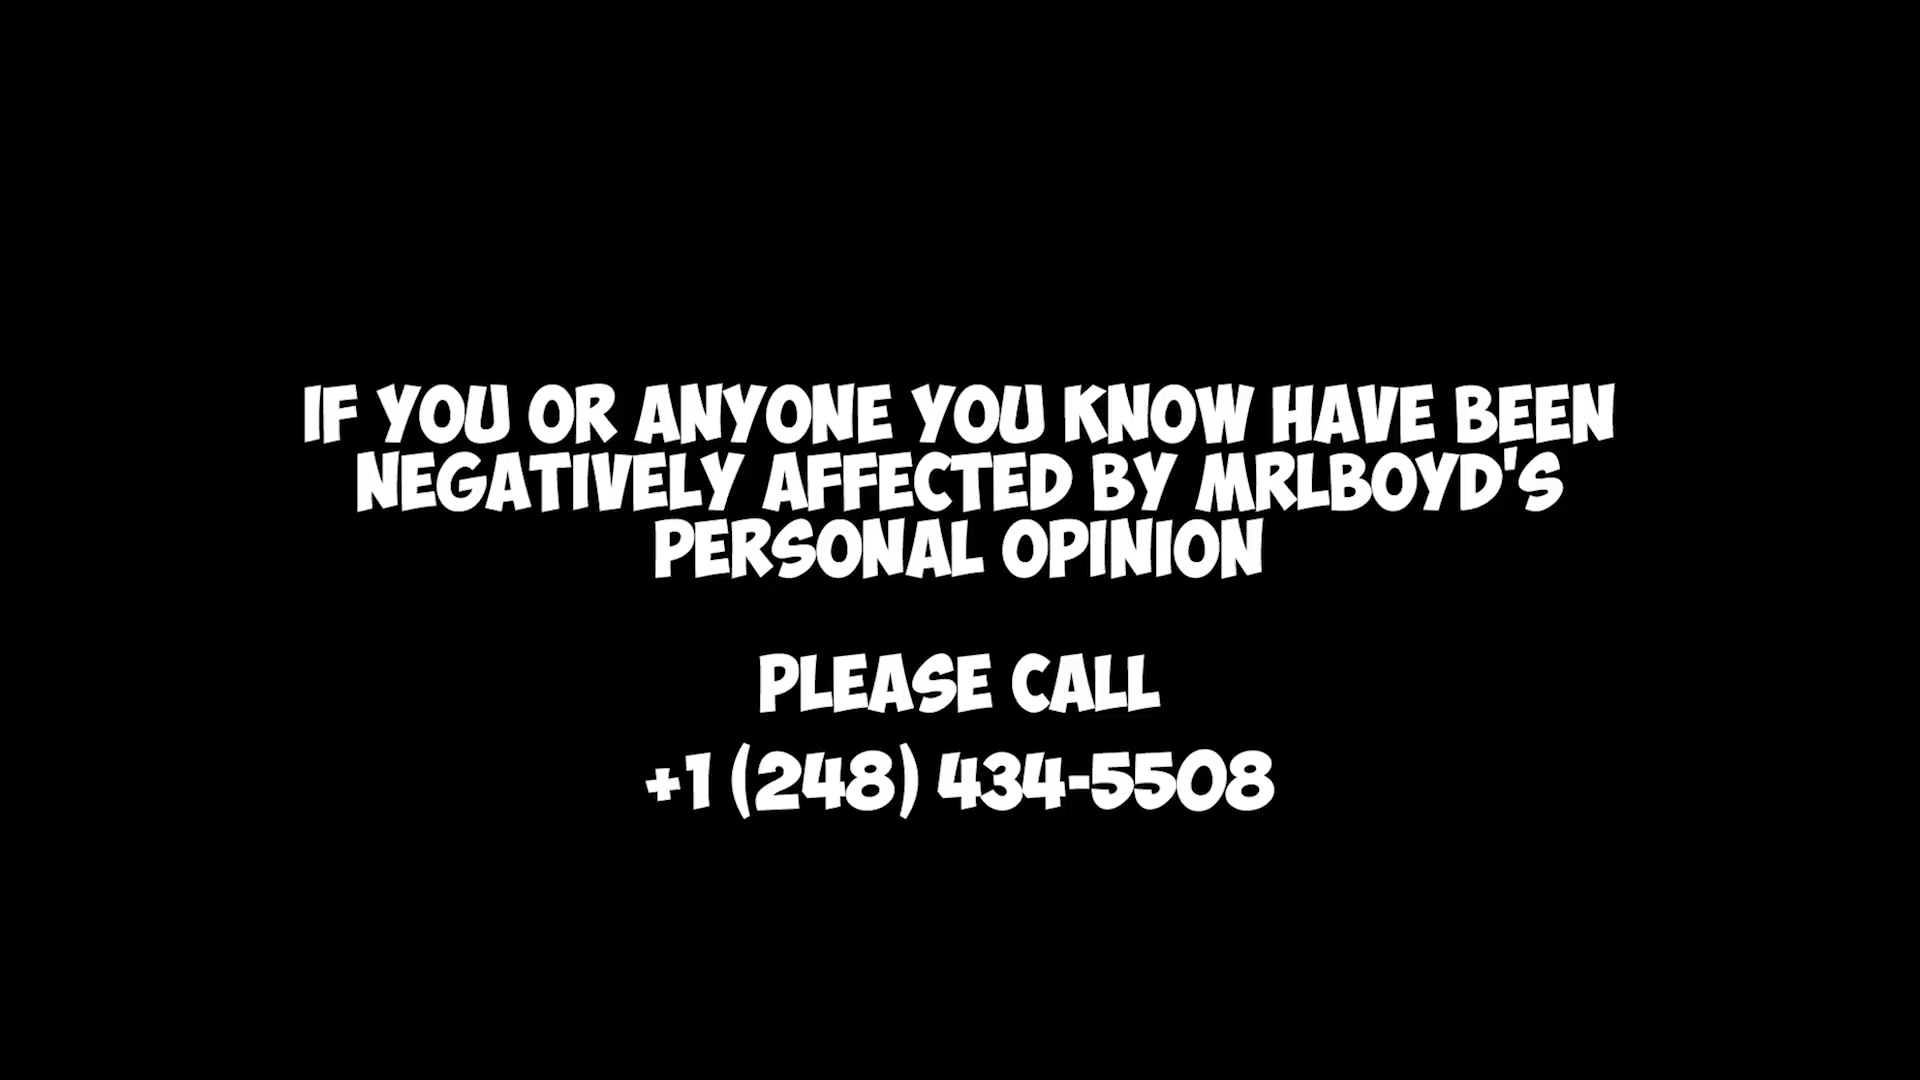 IF YOU OR ANYONE YOU KNOW HAVE BEEN
NEGATIVELY AFFECTED BY MRLBOYD'S
PERSONAL OPINION
PLEASE CALL
+1 (248) 434-5508